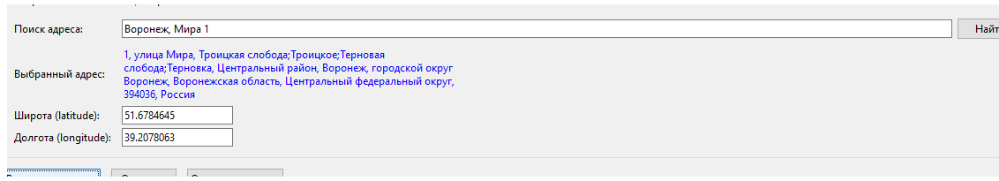 Поиск адреса: Воронеж, Мира 1 Найт
1, улица Мира, Троицкая слобода;Троицкое;Терновая
слобода;Терновка, Центральный район, Воронеж, городской округ
Выбранный адрес:
Воронеж, Воронежская область, Центральный федеральный округ,
394036, Россия
Широта (latitude): 51.6784645
Долгота (longitude): 39.2078063